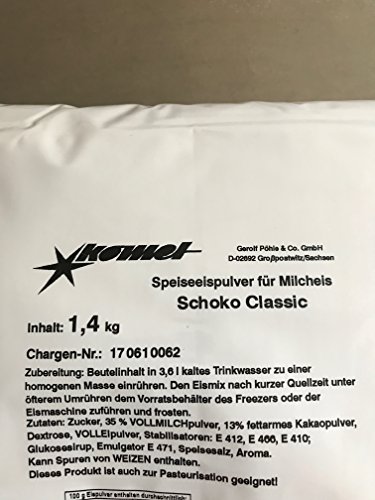 Komet
Gerolf Pöhle & Co. GmbH
D-02692 Großpostwitz/Sachsen
Speiseeispulver für Milcheis
Schoko Classic
Inhalt: 1,4 kg
Chargen-Nr.: 170610062
Zubereitung: Beutelinhalt in 3,6 l kaltes Trinkwasser zu einer
homogenen Masse einrühren. Den Eismix nach kurzer Quellzeit unter
öfterem Umrühren dem Vorratsbehälter des Freezers oder der
Eismaschine zuführen und frosten.
Zutaten: Zucker, 35 % VOLLMILCHpulver, 13% fettarmes Kakaopulver,
Dextrose, VOLLEIpulver, Stabilisatoren: E 412, E 466, E 410;
Glukosesirup, Emulgator E 471, Speisesalz, Aroma.
Kann Spuren von WEIZEN enthalten.
Dieses Produkt ist auch zur Pasteurisation geeignet!
100 g Eispulver enthalten durchschnittlich: